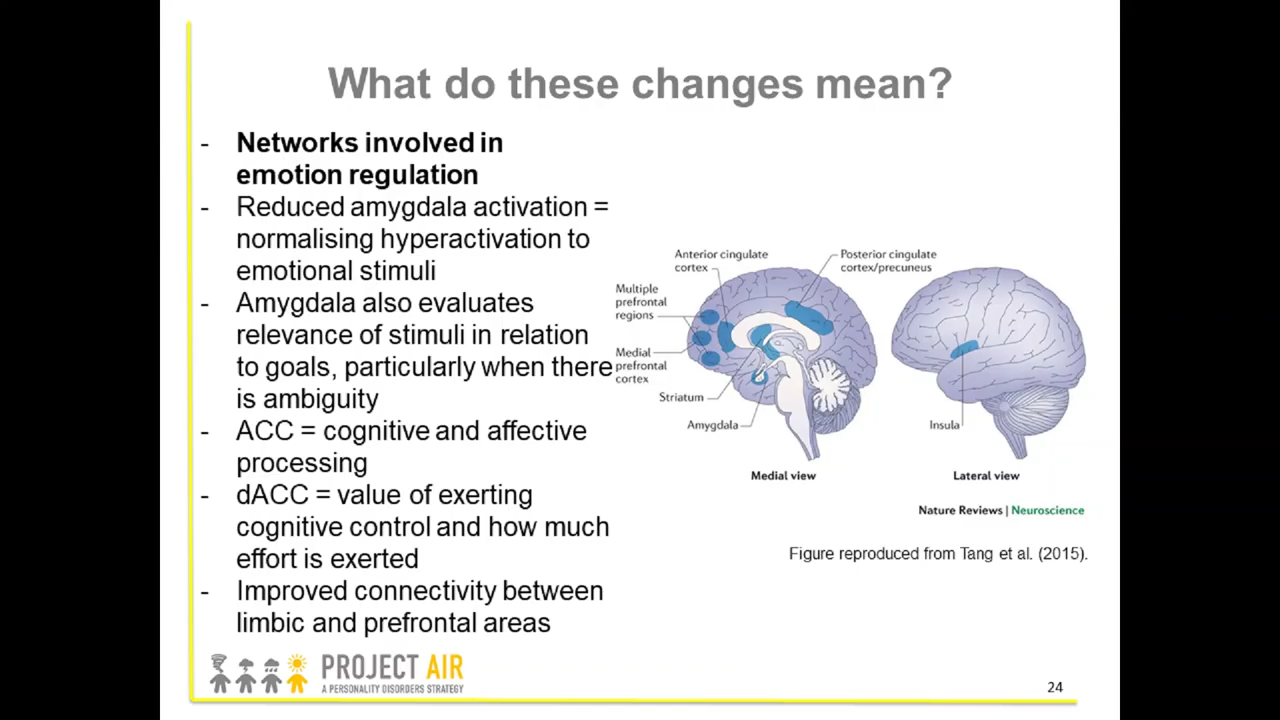 What do these changes mean?
- Networks involved in
emotion regulation
- Reduced amygdala activation =
normalising hyperactivation to
emotional stimuli
- Amygdala also evaluates
relevance of stimuli in relation
to goals, particularly when there
is ambiguity
- ACC = cognitive and affective
processing
- dACC = value of exerting
cognitive control and how much
effort is exerted
- Improved connectivity between
limbic and prefrontal areas
Anterior cingulate
cortex
Posterior cingulate
cortex/precuneus
Multiple
prefrontal
regions
Medial
prefrontal
cortex
Striatum
Amygdala
Insula
Medial view
Lateral view
Nature Reviews | Neuroscience
Figure reproduced from Tang et al. (2015).
PROJECT AIR
A PERSONALITY DISORDERS STRATEGY
24